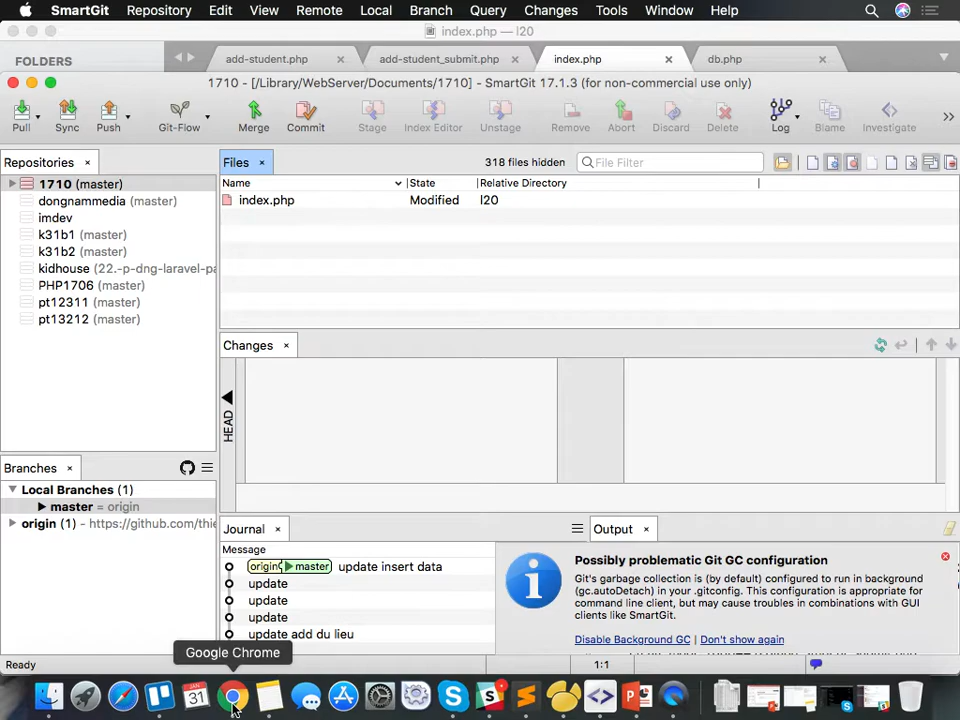 SmartGit Repository Edit View Remote Local Branch Query Changes Tools Window Help
index.php — l20
FOLDERS add-student.php × add-student_submit.php × index.php × db.php ×
1710 - [/Library/WebServer/Documents/1710] - SmartGit 17.1.3 (for non-commercial use only)
Pull Sync Push Git-Flow Merge Commit Stage Index Editor Unstage Remove Abort Discard Delete Log Blame Investigate
Repositories × Files × 318 files hidden File Filter
1710 (master) Name State Relative Directory
dongnammedia (master) index.php Modified l20
imdev
k31b1 (master)
k31b2 (master)
kidhouse (22.-p-dng-laravel-pa
PHP1706 (master)
pt12311 (master)
pt13212 (master)
Changes ×
HEAD
Branches ×
Local Branches (1)
master = origin
origin (1) - https://github.com/thie
Journal × Output ×
Message
origin master update insert data
update
update
update
update add du lieu
Possibly problematic Git GC configuration
Git's garbage collection is (by default) configured to run in background
(gc.autoDetach) in your .gitconfig. This configuration is appropriate for
command line client, but may cause troubles in combinations with GUI
clients like SmartGit.
Disable Background GC Don't show again
Google Chrome
Ready 1:1
JAN
31